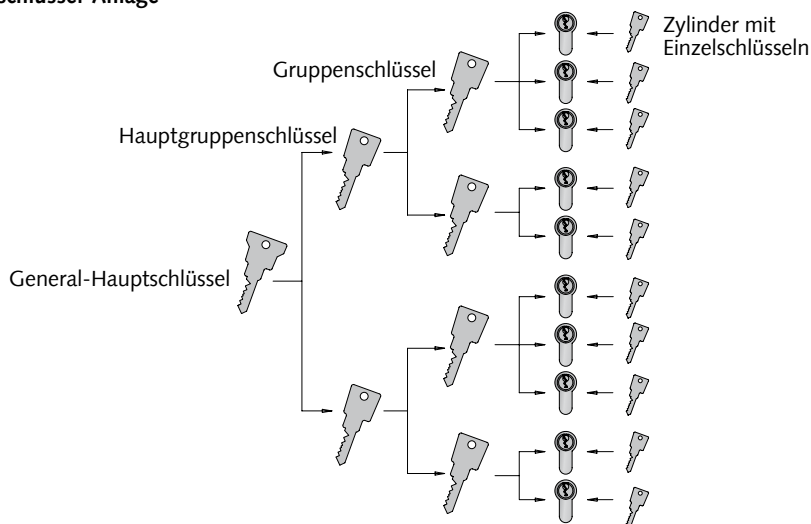 Zylinder mit
Einzelschlüsseln
Gruppenschlüssel
Hauptgruppenschlüssel
General-Hauptschlüssel